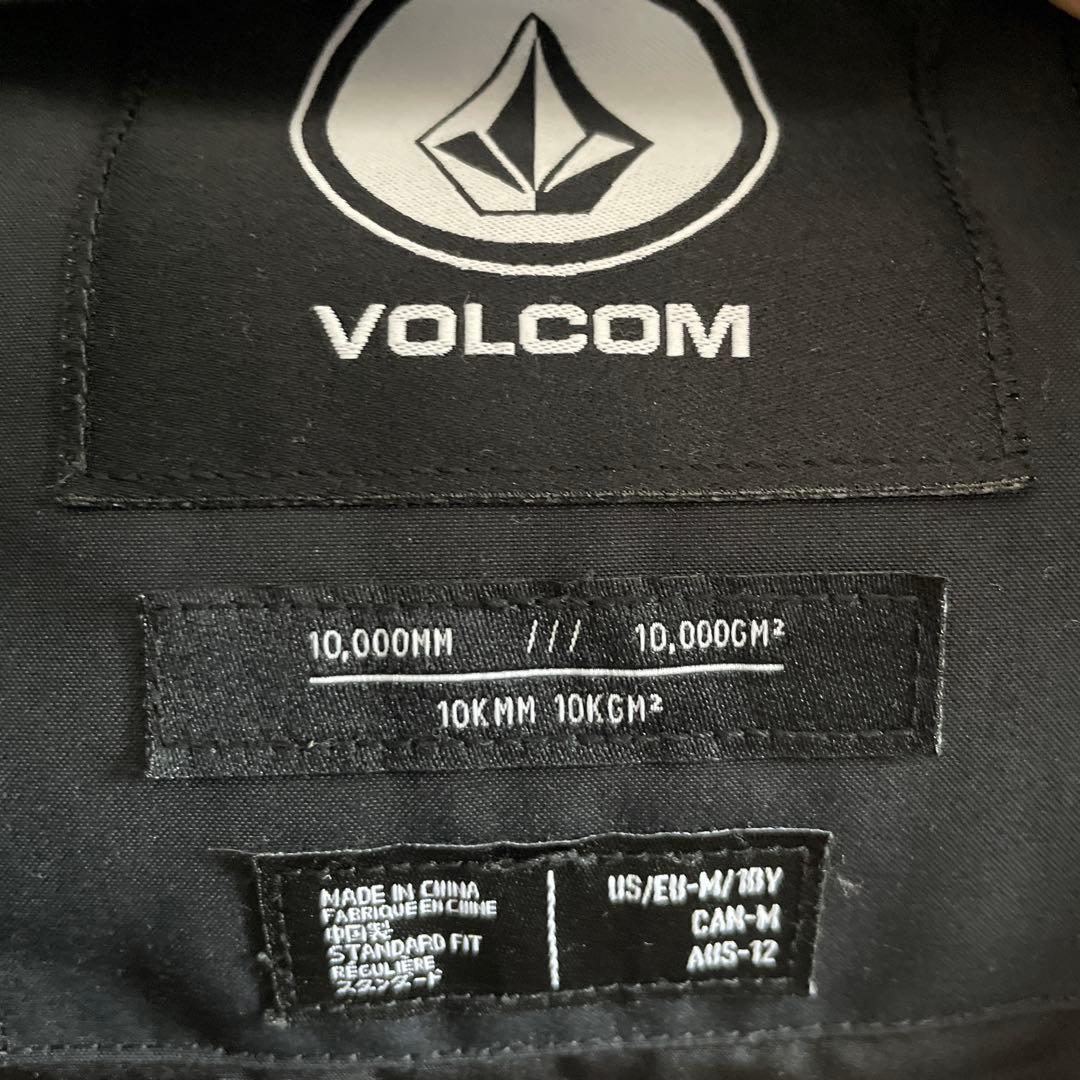 VOLCOM
10,000MM /// 10,000GM²
10KMM 10KGM²
MADE IN CHINA
FABRIQUE EN CHINE
中国製
STANDARD FIT
RÉGULIÈRE
スタンダード
US/EU-M/10Y
CAN-M
AUS-12